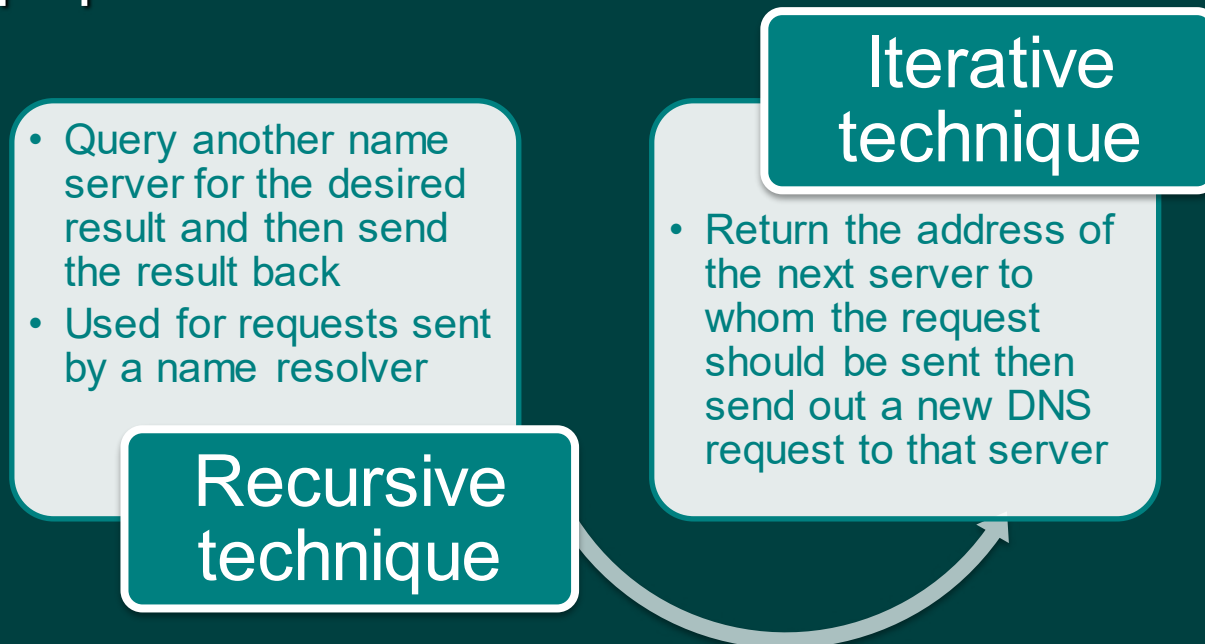 • Query another name
server for the desired
result and then send
the result back
• Used for requests sent
by a name resolver
Recursive
technique
Iterative
technique
• Return the address of
the next server to
whom the request
should be sent then
send out a new DNS
request to that server